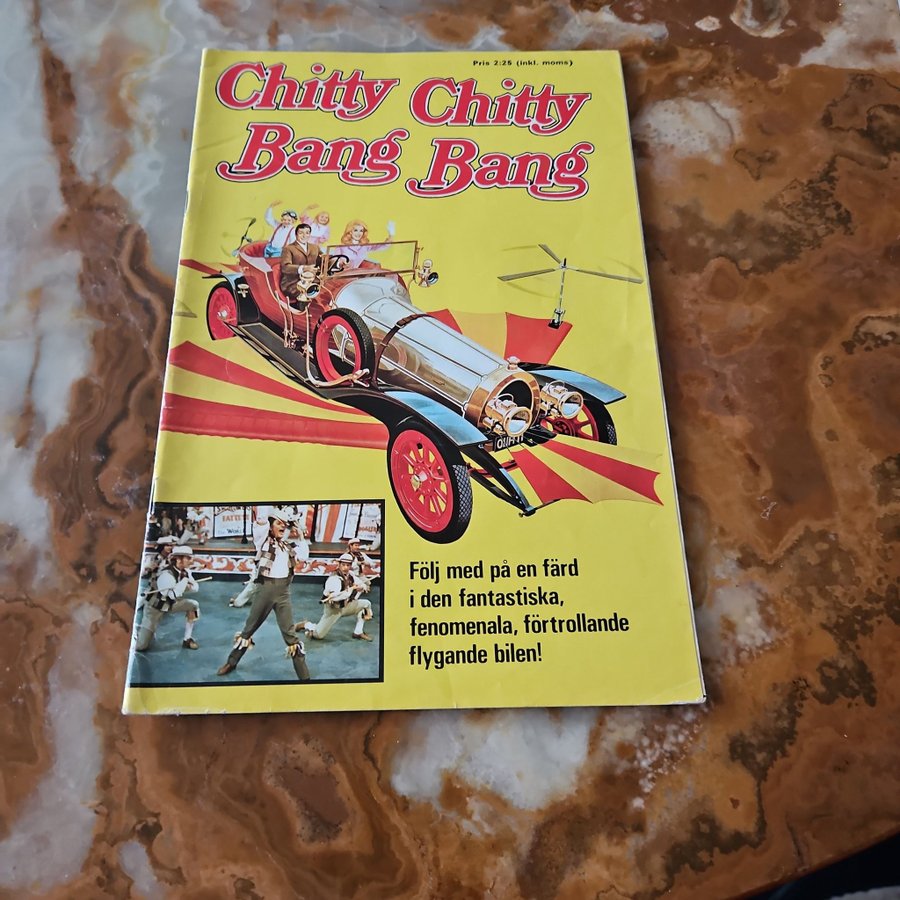 Pris 2:25 (inkl. moms)
Chitty Chitty
Bang Bang
Följ med på en färd
i den fantastiska,
fenomenala, förtrollande
flygande bilen!